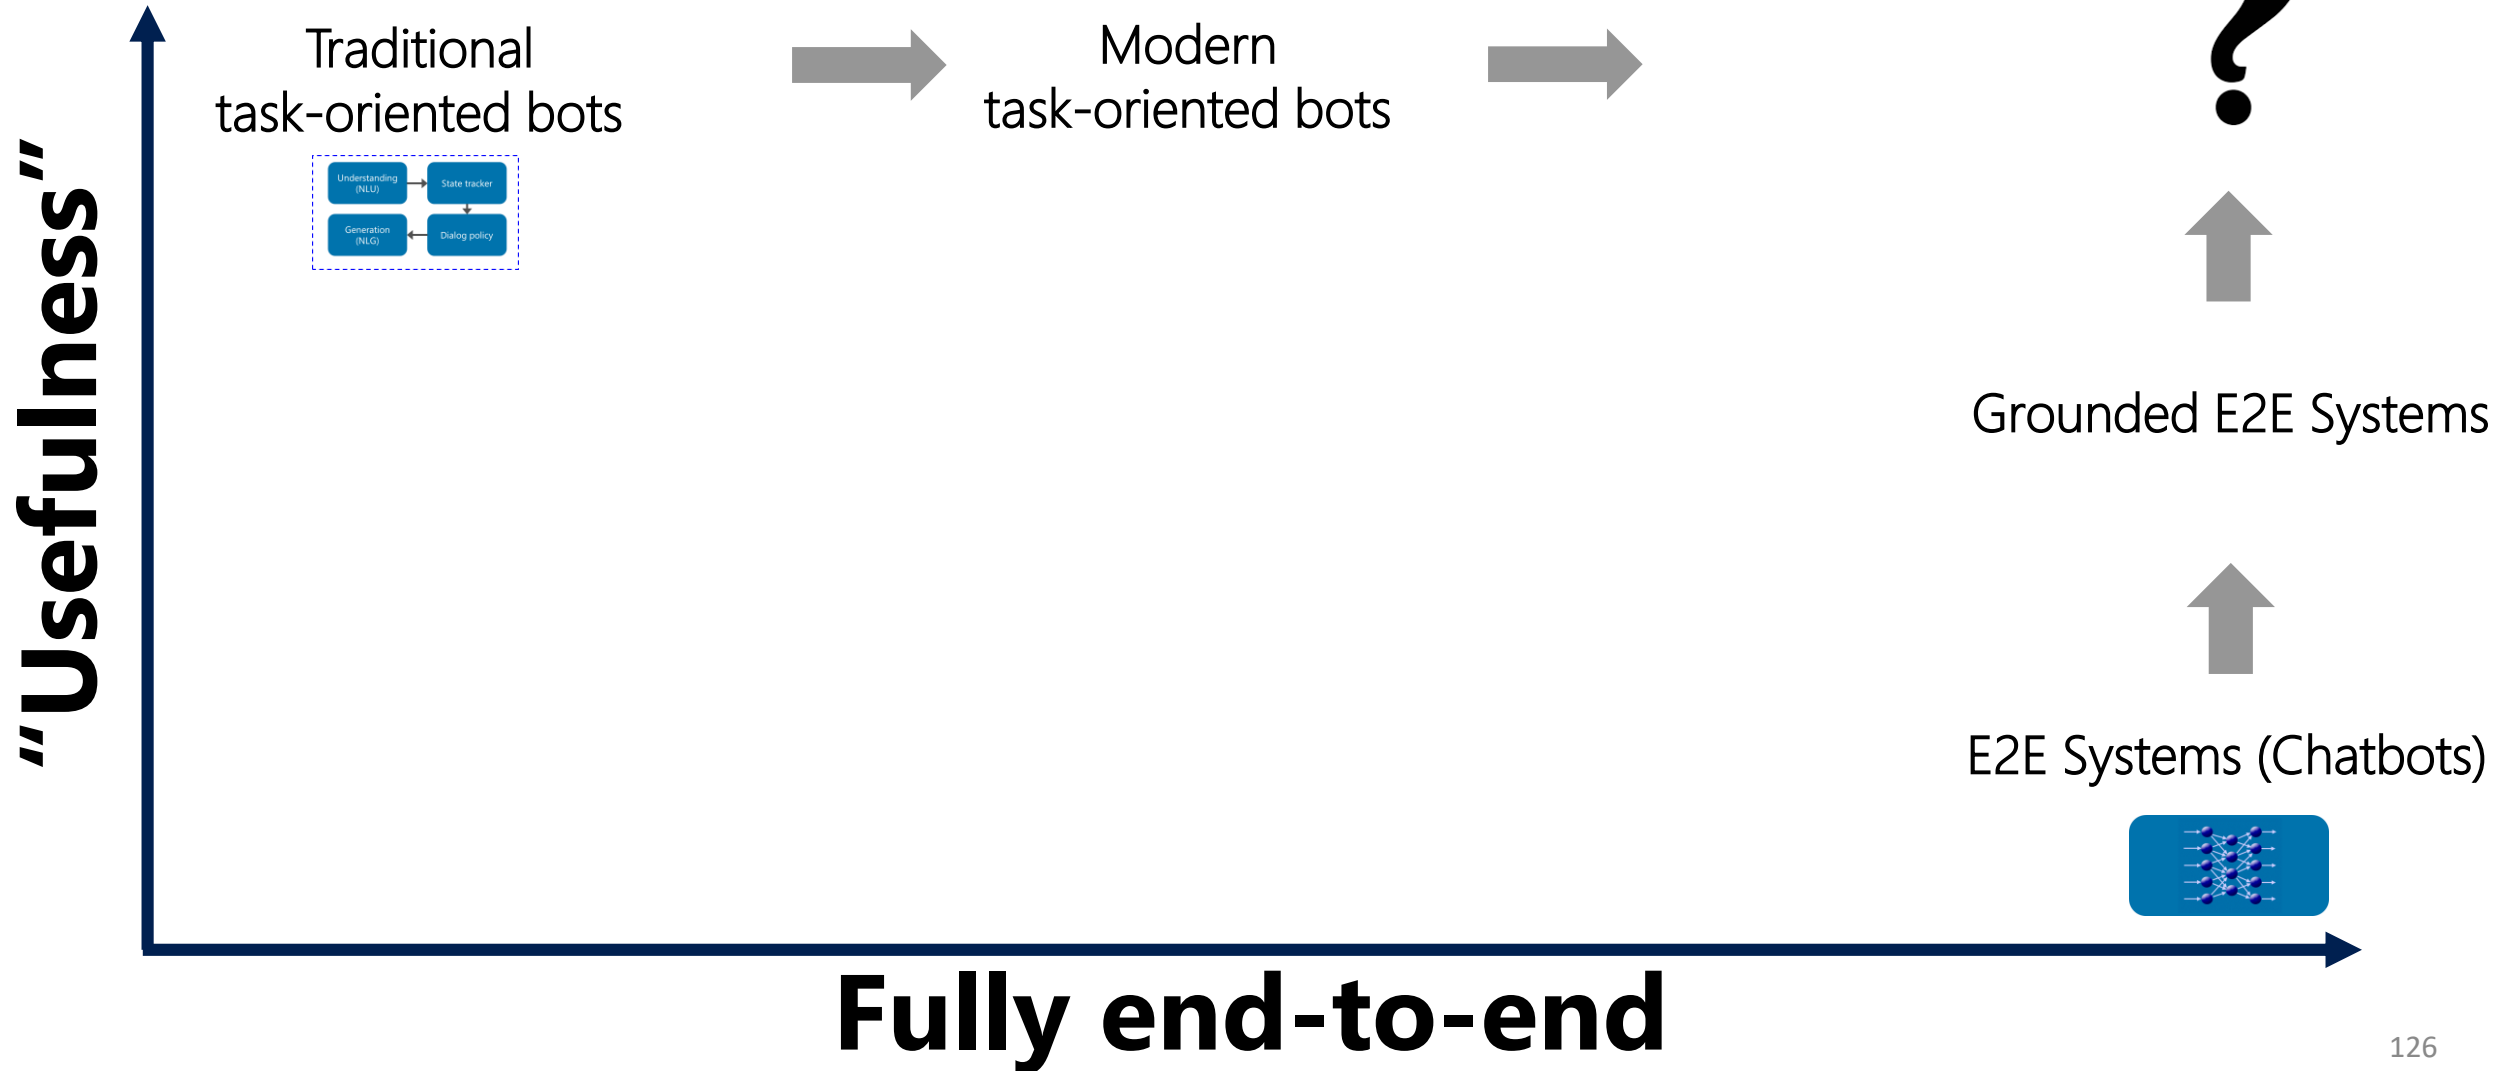 “Usefulness”
Traditional
task-oriented bots
Understanding
(NLU)
State tracker
Generation
(NLG)
Dialog policy
Modern
task-oriented bots
?
Grounded E2E Systems
E2E Systems (Chatbots)
Fully end-to-end
126